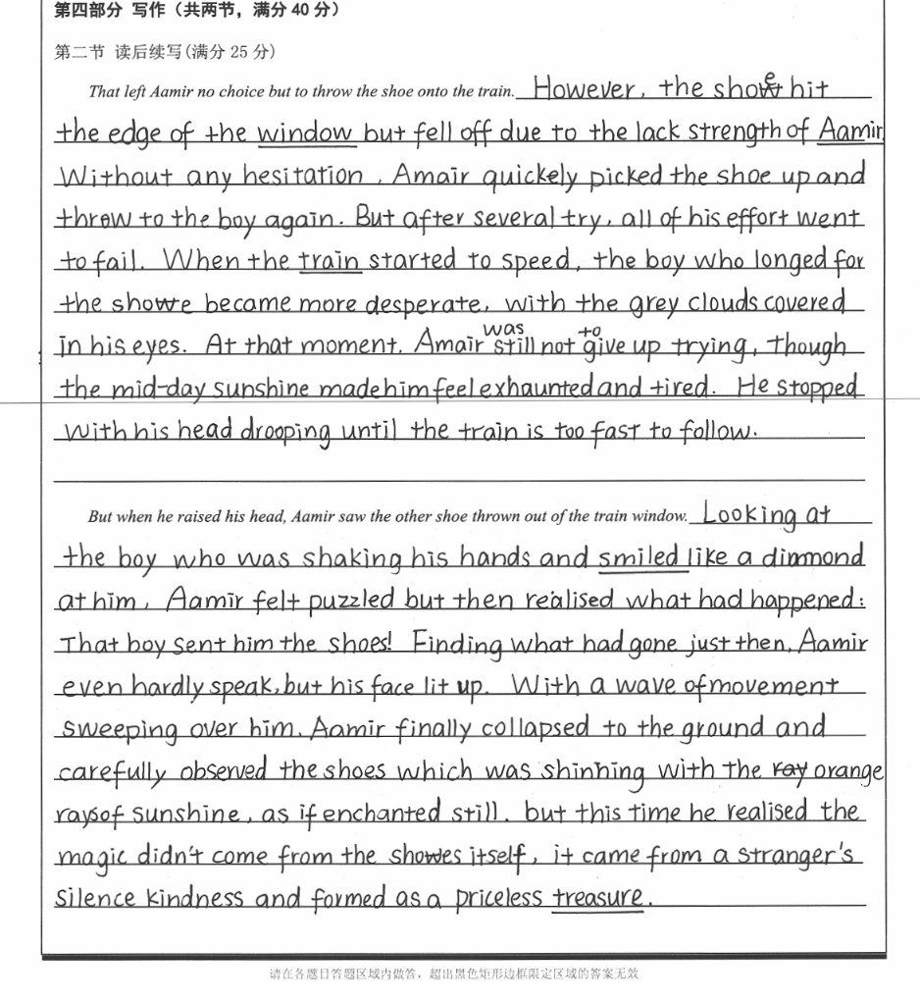 第四部分 写作（共两节，满分 40 分）
第二节 读后续写(满分 25 分)
That left Aamir no choice but to throw the shoe onto the train. However, the shoe hit
the edge of the window but fell off due to the lack strength of Aamir.
Without any hesitation, Amair quickely picked the shoe up and
throw to the boy again. But after several try, all of his effort went
to fail. When the train started to speed, the boy who longed for
the shoe became more desperate, with the grey clouds covered
in his eyes. At that moment, Amair was still not to give up trying, though
the mid-day sunshine made him feel exhaunted and tired. He stopped
with his head drooping until the train is too fast to follow.
But when he raised his head, Aamir saw the other shoe thrown out of the train window. Looking at
the boy who was shaking his hands and smiled like a diamond
at him, Aamir felt puzzled but then realised what had happened:
That boy sent him the shoes! Finding what had gone just then, Aamir
even hardly speak, but his face lit up. With a wave of movement
sweeping over him, Aamir finally collapsed to the ground and
carefully observed the shoes which was shinning with the ray orange
rays of sunshine, as if enchanted still. but this time he realised the
magic didn't come from the shoes itself, it came from a stranger's
silence kindness and formed as a priceless treasure.
请在各题目答题区域内做答，超出黑色矩形边框限定区域的答案无效